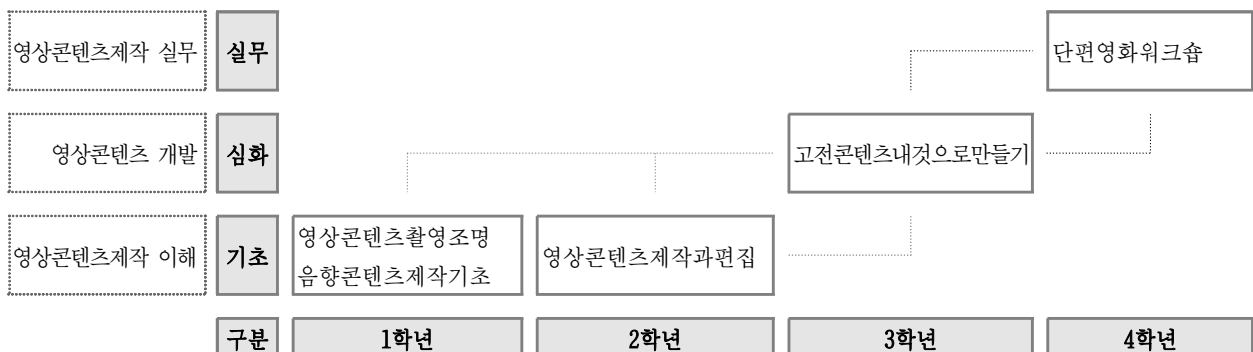 영상콘텐츠제작 실무
실무
단편영화워크숍
영상콘텐츠 개발
심화
고전콘텐츠내것으로만들기
영상콘텐츠제작 이해
기초
영상콘텐츠촬영조명
음향콘텐츠제작기초
영상콘텐츠제작과편집
구분
1학년
2학년
3학년
4학년